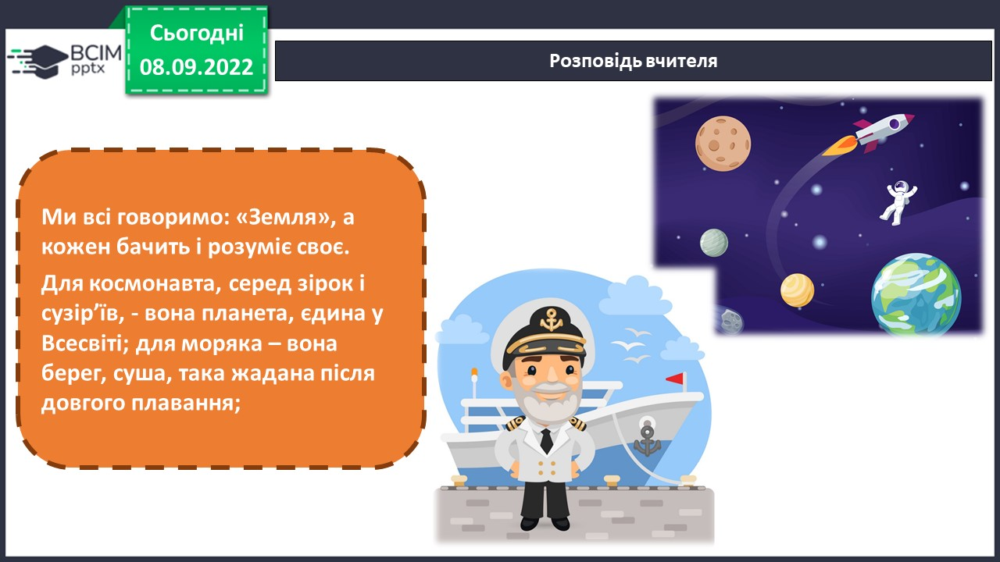 Сьогодні
08.09.2022
ВСІМ
pptx
Розповідь вчителя
Ми всі говоримо: «Земля», а
кожен бачить і розуміє своє.
Для космонавта, серед зірок і
сузір’їв, - вона планета, єдина у
Всесвіті; для моряка – вона
берег, суша, така жадана після
довгого плавання;